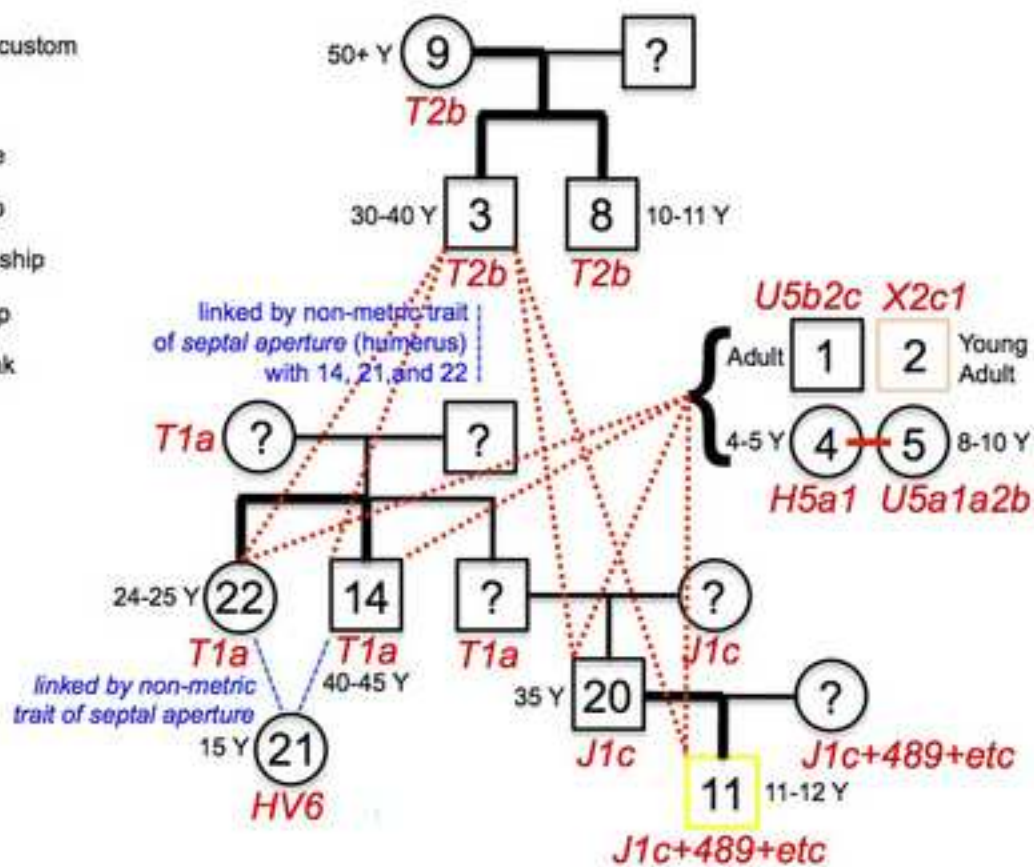 custom
ship
50+ Y
9
?
T2b
30-40 Y
3
8
10-11 Y
T2b
T2b
linked by non-metric trait
of septal aperture (humerus)
with 14, 21,and 22
U5b2c
X2c1
Adult
1
2
Young
Adult
4-5 Y
4
5
8-10 Y
H5a1
U5a1a2b
T1a
?
?
24-25 Y
22
14
?
?
T1a
T1a
T1a
J1c
40-45 Y
linked by non-metric
trait of septal aperture
15 Y
21
HV6
35 Y
20
?
J1c
J1c+489+etc
11
11-12 Y
J1c+489+etc